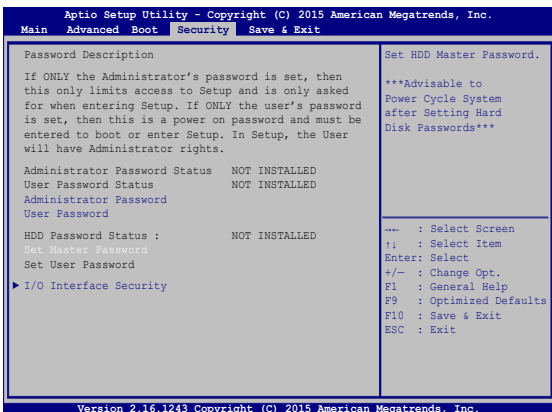 Aptio Setup Utility - Copyright (C) 2015 American Megatrends, Inc.
Main Advanced Boot Security Save & Exit
Password Description
If ONLY the Administrator's password is set, then
this only limits access to Setup and is only asked
for when entering Setup. If ONLY the user's password
is set, then this is a power on password and must be
entered to boot or enter Setup. In Setup, the User
will have Administrator rights.
Administrator Password Status NOT INSTALLED
User Password Status NOT INSTALLED
Administrator Password
User Password
HDD Password Status : NOT INSTALLED
Set Master Password
Set User Password
I/O Interface Security
Set HDD Master Password.
***Advisable to
Power Cycle System
after Setting Hard
Disk Passwords***
→← : Select Screen
↑↓ : Select Item
Enter: Select
+/— : Change Opt.
F1 : General Help
F9 : Optimized Defaults
F10 : Save & Exit
ESC : Exit
Version 2.16.1243 Copyright (C) 2015 American Megatrends, Inc.